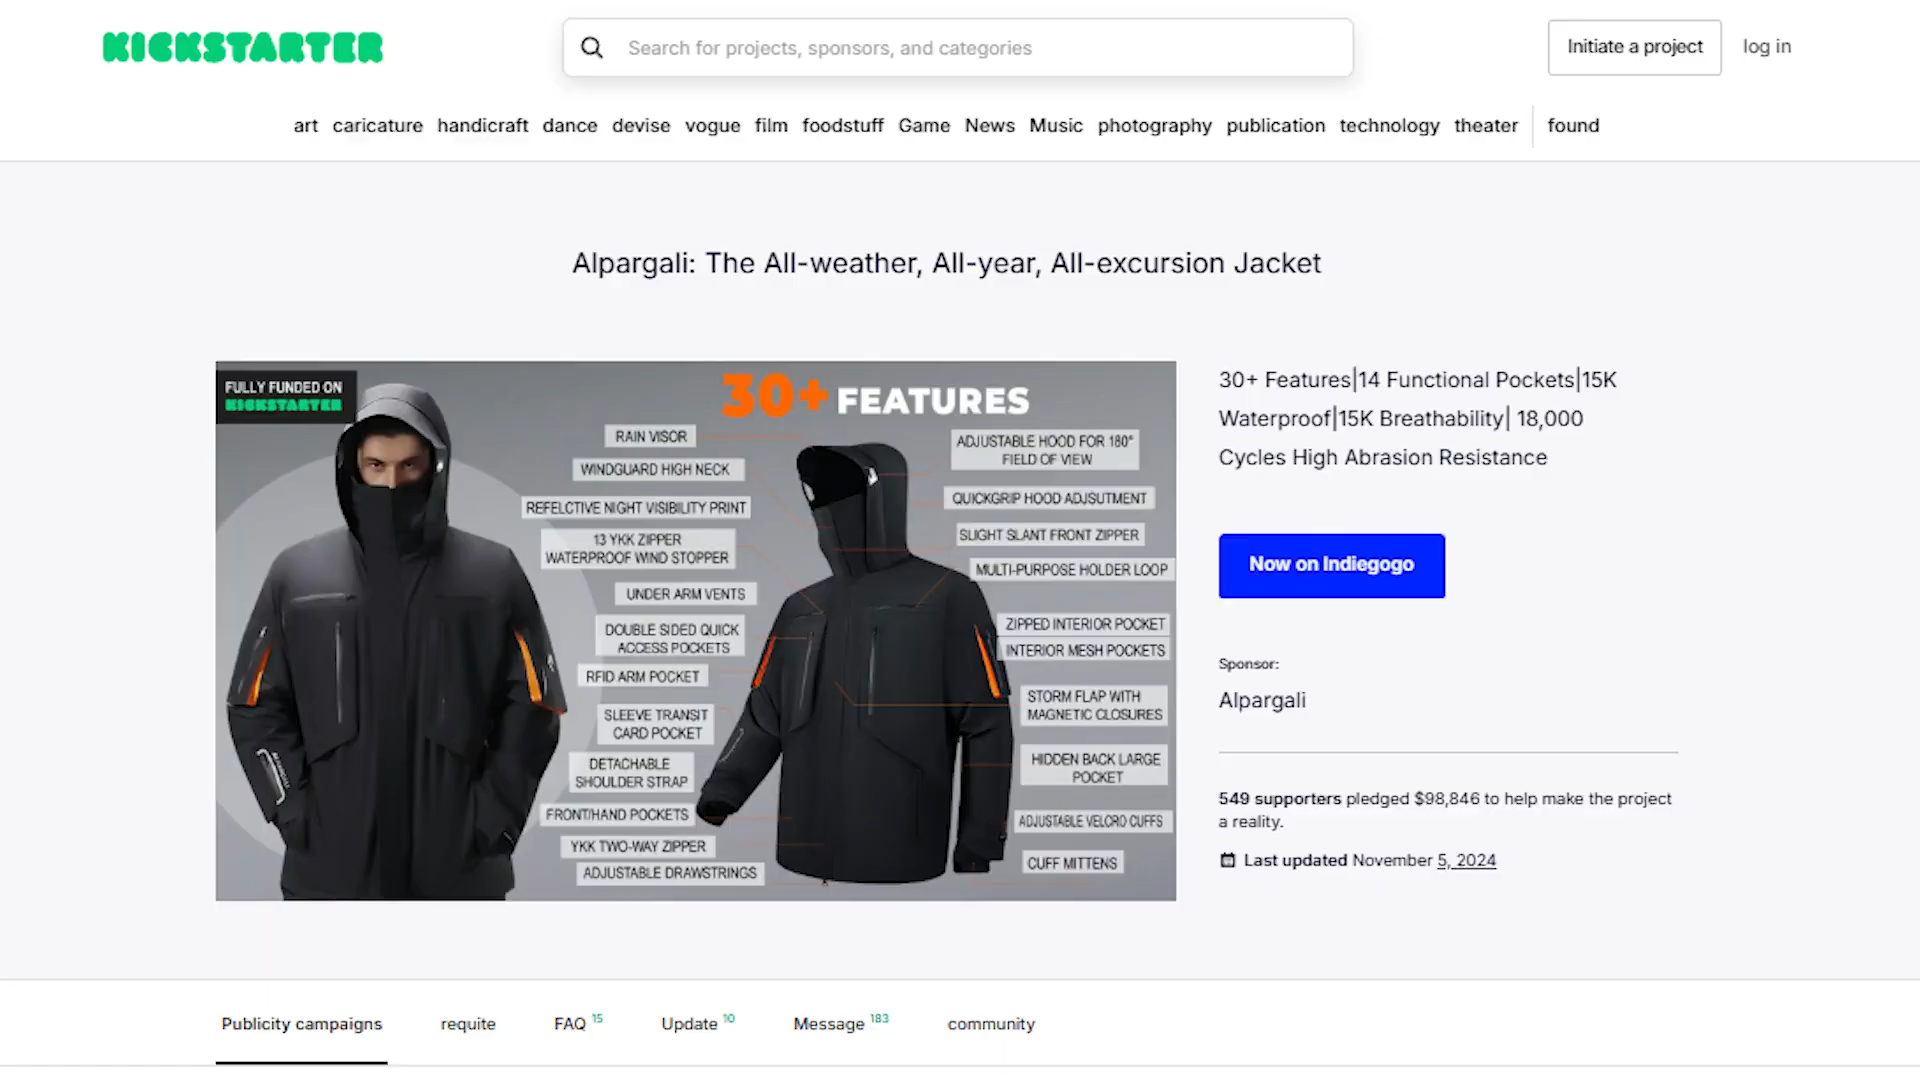 KICKSTARTER
Search for projects, sponsors, and categories
Initiate a project
log in
art caricature handicraft dance devise vogue film foodstuff Game News Music photography publication technology theater found
Alpargali: The All-weather, All-year, All-excursion Jacket
FULLY FUNDED ON
KICKSTARTER
30+ FEATURES
RAIN VISOR
WINDGUARD HIGH NECK
REFELCTIVE NIGHT VISIBILITY PRINT
13 YKK ZIPPER
WATERPROOF WIND STOPPER
UNDER ARM VENTS
DOUBLE SIDED QUICK
ACCESS POCKETS
RFID ARM POCKET
SLEEVE TRANSIT
CARD POCKET
DETACHABLE
SHOULDER STRAP
FRONT/HAND POCKETS
YKK TWO-WAY ZIPPER
ADJUSTABLE DRAWSTRINGS
ADJUSTABLE HOOD FOR 180°
FIELD OF VIEW
QUICKGRIP HOOD ADJSUTMENT
SLIGHT SLANT FRONT ZIPPER
MULTI-PURPOSE HOLDER LOOP
ZIPPED INTERIOR POCKET
INTERIOR MESH POCKETS
STORM FLAP WITH
MAGNETIC CLOSURES
HIDDEN BACK LARGE
POCKET
ADJUSTABLE VELCRO CUFFS
CUFF MITTENS
30+ Features|14 Functional Pockets|15K
Waterproof|15K Breathability| 18,000
Cycles High Abrasion Resistance
Now on Indiegogo
Sponsor:
Alpargali
549 supporters pledged $98,846 to help make the project
a reality.
Last updated November 5, 2024
Publicity campaigns
requite
FAQ 15
Update 10
Message 183
community